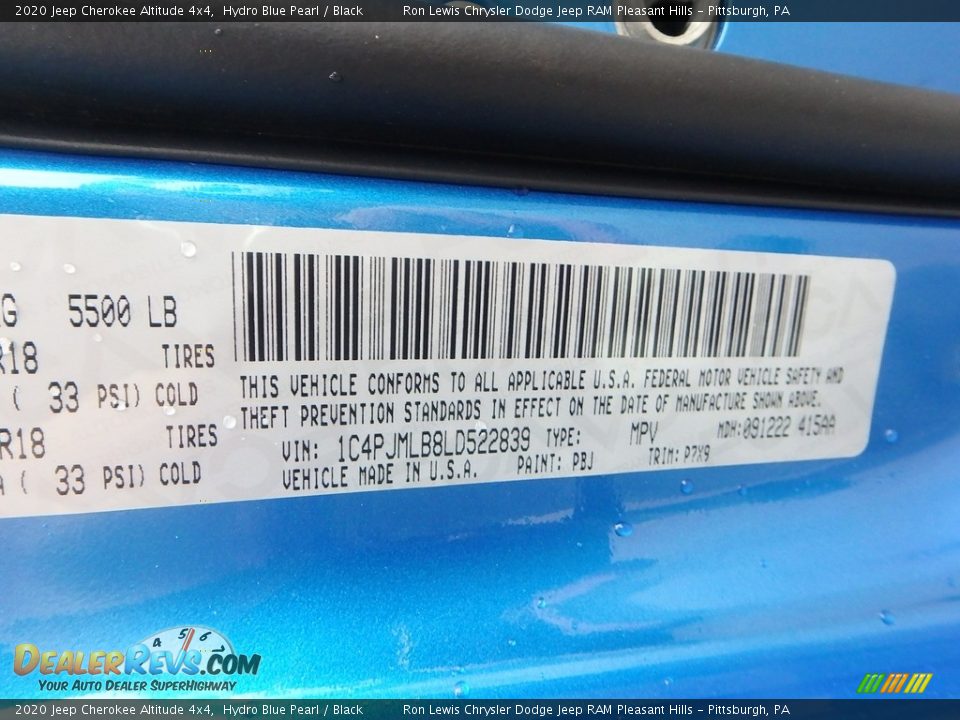 2020 Jeep Cherokee Altitude 4x4, Hydro Blue Pearl / Black Ron Lewis Chrysler Dodge Jeep RAM Pleasant Hills - Pittsburgh, PA
G 5500 LB
R18 TIRES
( 33 PSI) COLD
R18 TIRES
( 33 PSI) COLD
THIS VEHICLE CONFORMS TO ALL APPLICABLE U.S.A. FEDERAL MOTOR VEHICLE SAFETY AND
THEFT PREVENTION STANDARDS IN EFFECT ON THE DATE OF MANUFACTURE SHOWN ABOVE.
VIN: 1C4PJMLB8LD522839 TYPE: MPV MDH:091222 415AA
VEHICLE MADE IN U.S.A. PAINT: PBJ TRIM: P7X9
4 5 6
DealerRevs.com
Your Auto Dealer SuperHighway
2020 Jeep Cherokee Altitude 4x4, Hydro Blue Pearl / Black Ron Lewis Chrysler Dodge Jeep RAM Pleasant Hills - Pittsburgh, PA